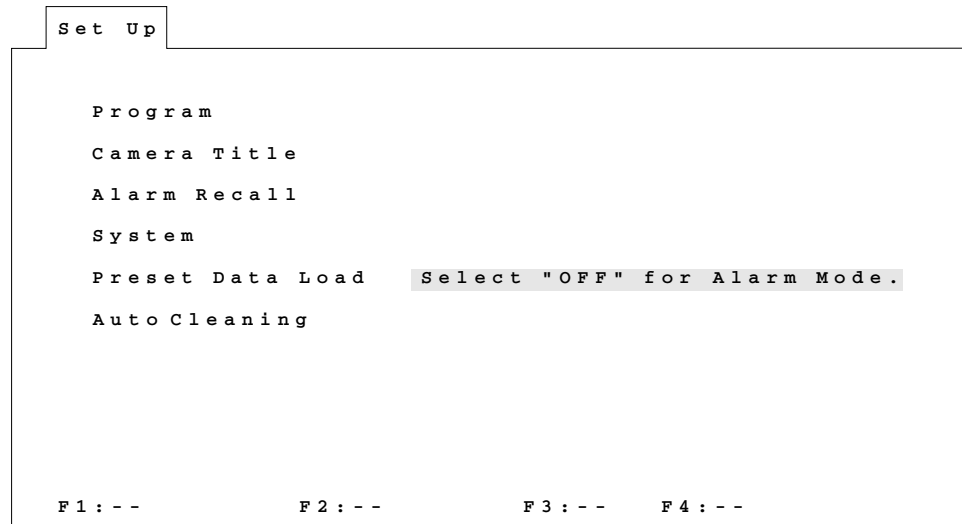 Set Up
Program
Camera Title
Alarm Recall
System
Preset Data Load Select "OFF" for Alarm Mode.
Auto Cleaning
F1:-- F2:-- F3:-- F4:--